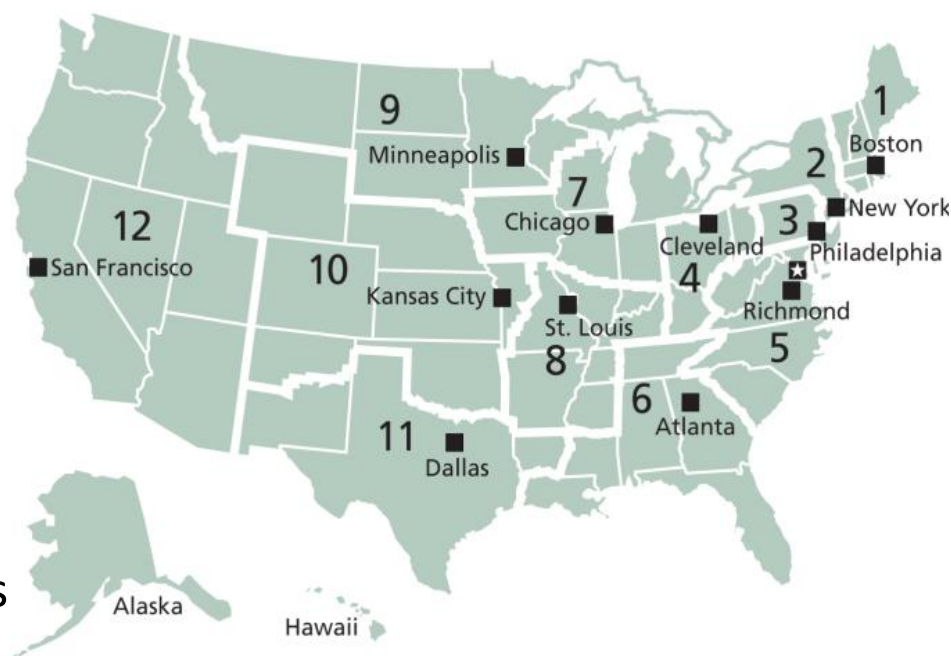 1
9
Boston
2
Minneapolis
7
New York
12
Chicago
3
Cleveland
Philadelphia
San Francisco
10
4
Kansas City
Richmond
St. Louis
5
8
6
Atlanta
11
Dallas
s
Alaska
Hawaii